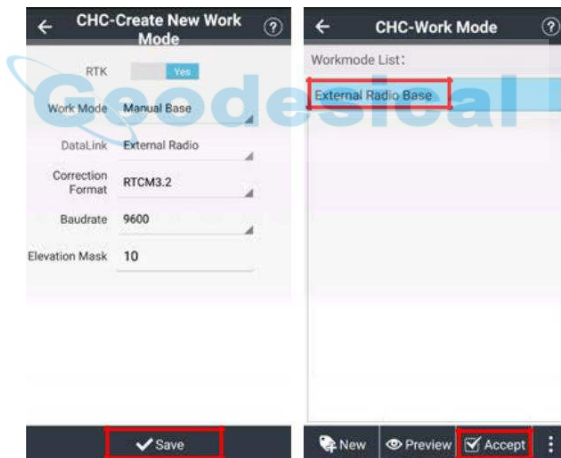 CHC-Create New Work
Mode
?
RTK Yes
Work Mode Manual Base
DataLink External Radio
Correction
Format RTCM3.2
Baudrate 9600
Elevation Mask 10
Save
CHC-Work Mode
?
Workmode List:
External Radio Base
New Preview Accept
Geodesical